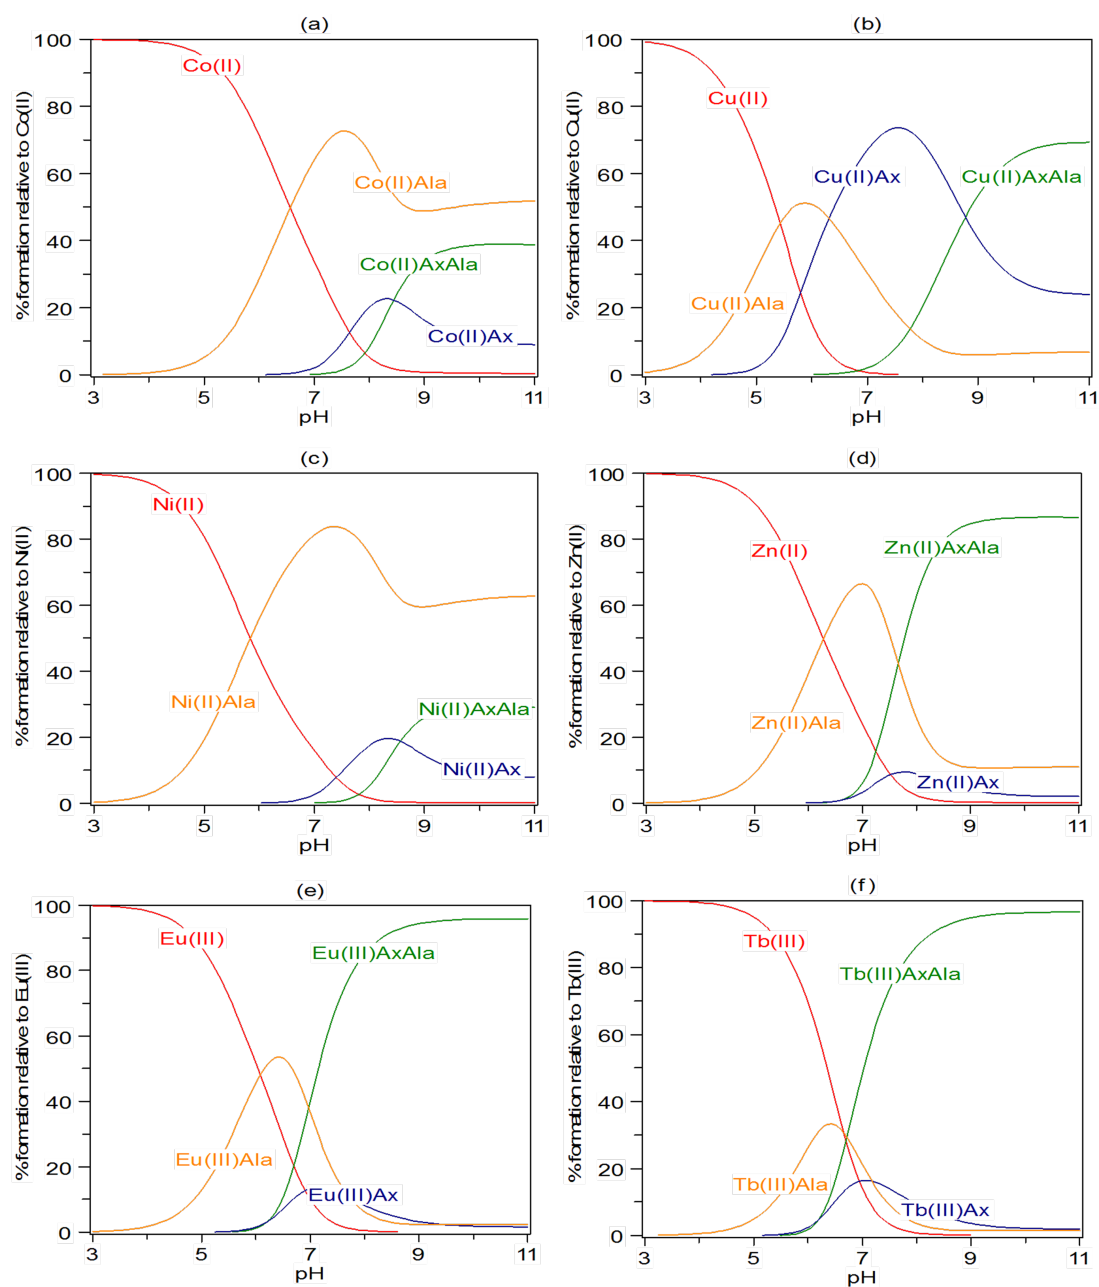 (a)
% formation relative to Co(II)
100
80
60
40
20
0
Co(II)
Co(II)Ala
Co(II)AxAla
Co(II)Ax
3 5 7 9 11
pH
(b)
% formation relative to Cu(II)
100
80
60
40
20
0
Cu(II)
Cu(II)Ax
Cu(II)AxAla
Cu(II)Ala
3 5 7 9 11
pH
(c)
% formation relative to Ni(II)
100
80
60
40
20
0
Ni(II)
Ni(II)Ala
Ni(II)AxAla
Ni(II)Ax
3 5 7 9 11
pH
(d)
% formation relative to Zn(II)
100
80
60
40
20
0
Zn(II)
Zn(II)AxAla
Zn(II)Ala
Zn(II)Ax
3 5 7 9 11
pH
(e)
% formation relative to Eu(III)
100
80
60
40
20
0
Eu(III)
Eu(III)AxAla
Eu(III)Ala
Eu(III)Ax
3 5 7 9 11
pH
(f)
% formation relative to Tb(III)
100
80
60
40
20
0
Tb(III)
Tb(III)AxAla
Tb(III)Ala
Tb(III)Ax
3 5 7 9 11
pH